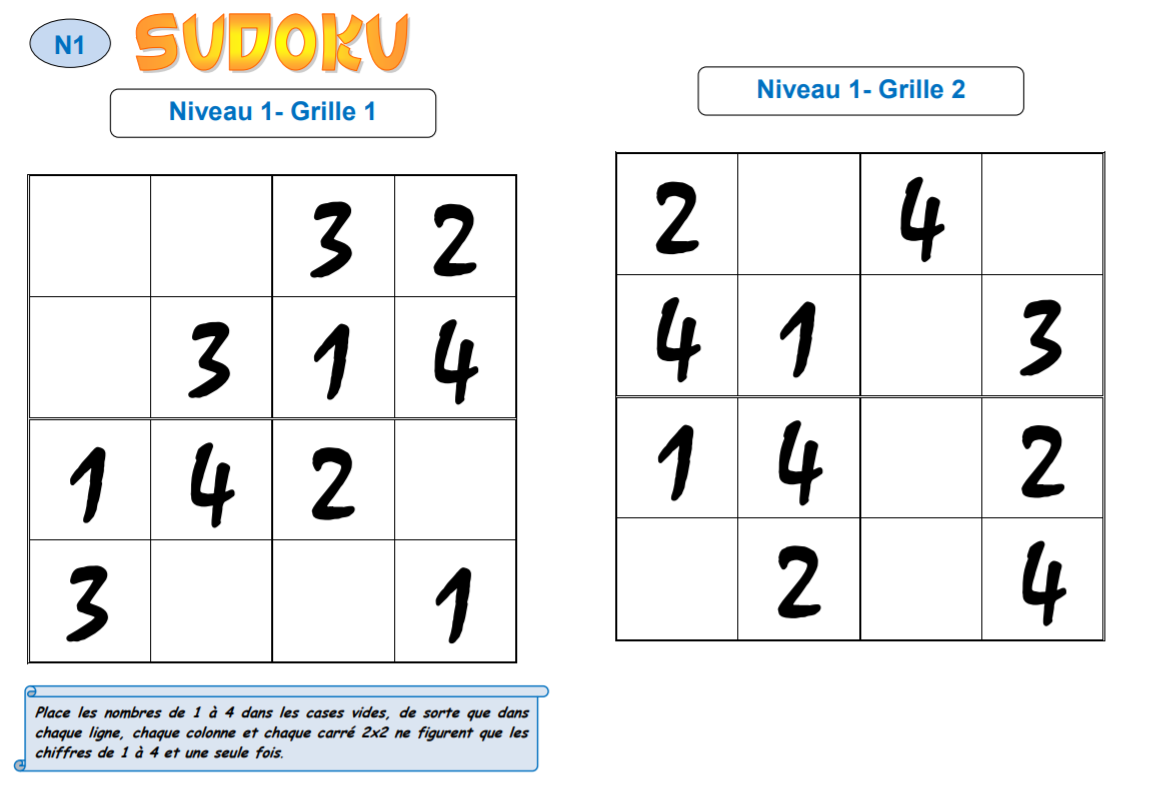 N1
SUDOKU
Niveau 1- Grille 1
3 2
3 1 4
1 4 2
3 1
Place les nombres de 1 à 4 dans les cases vides, de sorte que dans
chaque ligne, chaque colonne et chaque carré 2x2 ne figurent que les
chiffres de 1 à 4 et une seule fois.
Niveau 1- Grille 2
2 4
4 1 3
1 4 2
2 4